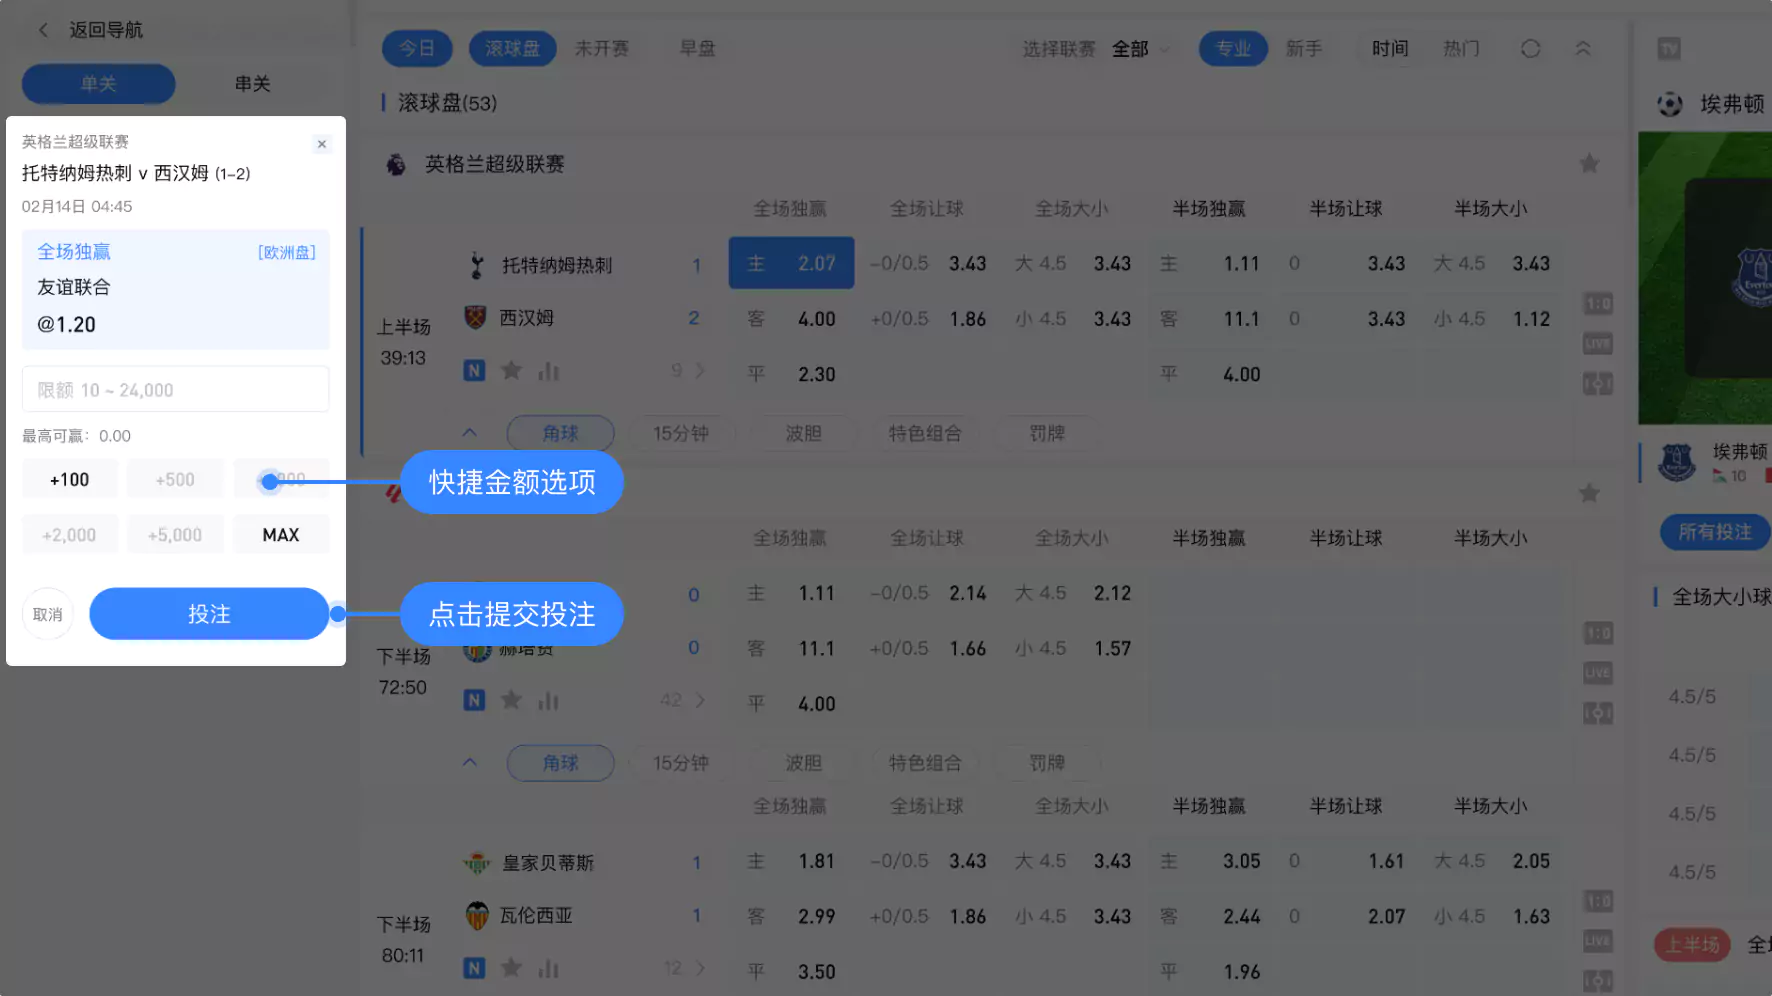 返回导航
单关
串关
英格兰超级联赛
托特纳姆热刺 v 西汉姆 (1-2)
02月14日 04:45
全场独赢 [欧洲盘]
友谊联合
@1.20
限额 10 ~ 24,000
最高可赢: 0.00
+100 +500
+2,000 +5,000 MAX
取消 投注
快捷金额选项
点击提交投注
今日 滚球盘 未开赛 早盘 选择联赛 全部 专业 新手 时间 热门
滚球盘(53)
英格兰超级联赛
全场独赢 全场让球 全场大小 半场独赢 半场让球 半场大小
托特纳姆热刺 1 主 2.07 -0/0.5 3.43 大 4.5 3.43 主 1.11 0 3.43 大 4.5 3.43
西汉姆 2 客 4.00 +0/0.5 1.86 小 4.5 3.43 客 11.1 0 3.43 小 4.5 1.12
上半场
39:13
N 9 平 2.30 平 4.00
1:0
LIVE
角球 15分钟 波胆 特色组合 罚牌
全场独赢 全场让球 全场大小 半场独赢 半场让球 半场大小
0 主 1.11 -0/0.5 2.14 大 4.5 2.12
0 客 11.1 +0/0.5 1.66 小 4.5 1.57
下半场
72:50
N 42 平 4.00
1:0
LIVE
角球 15分钟 波胆 特色组合 罚牌
全场独赢 全场让球 全场大小 半场独赢 半场让球 半场大小
皇家贝蒂斯 1 主 1.81 -0/0.5 3.43 大 4.5 3.43 主 3.05 0 1.61 大 4.5 2.05
瓦伦西亚 1 客 2.99 +0/0.5 1.86 小 4.5 3.43 客 2.44 0 2.07 小 4.5 1.63
下半场
80:11
N 12 平 3.50 平 1.96
1:0
LIVE
TV
埃弗顿
埃弗顿
10
所有投注
全场大小球
4.5/5
4.5/5
4.5/5
4.5/5
上半场